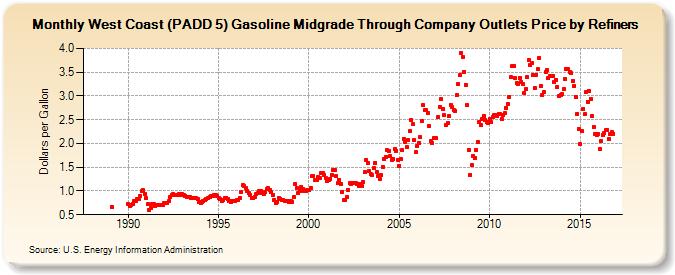 Monthly West Coast (PADD 5) Gasoline Midgrade Through Company Outlets Price by Refiners
Dollars per Gallon
4.0
3.5
3.0
2.5
2.0
1.5
1.0
0.5
1990 1995 2000 2005 2010 2015
Source: U.S. Energy Information Administration